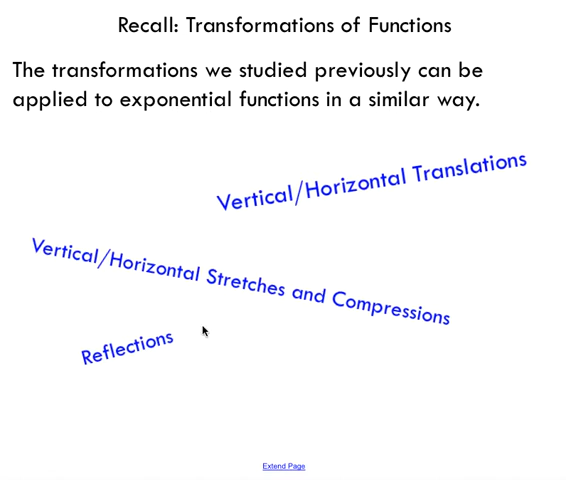 Recall: Transformations of Functions
The transformations we studied previously can be
applied to exponential functions in a similar way.
Vertical/Horizontal Translations
Vertical/Horizontal Stretches and Compressions
Reflections
Extend Page